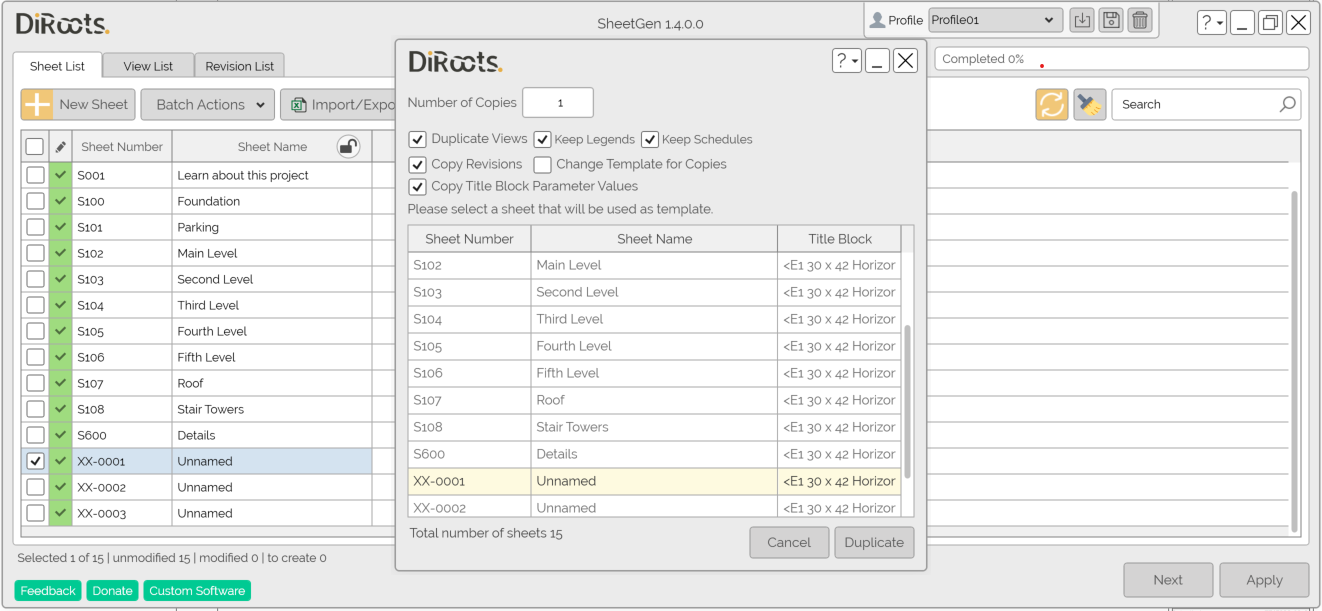 DiRoots.
SheetGen 1.4.0.0
Profile Profile01
?
Sheet List View List Revision List
Completed 0%
New Sheet Batch Actions Import/Expo
Search
Sheet Number Sheet Name
S001 Learn about this project
S100 Foundation
S101 Parking
S102 Main Level
S103 Second Level
S104 Third Level
S105 Fourth Level
S106 Fifth Level
S107 Roof
S108 Stair Towers
S600 Details
XX-0001 Unnamed
XX-0002 Unnamed
XX-0003 Unnamed
Selected 1 of 15 | unmodified 15 | modified 0 | to create 0
Feedback Donate Custom Software
Next Apply
DiRoots.
?
Number of Copies 1
Duplicate Views Keep Legends Keep Schedules
Copy Revisions Change Template for Copies
Copy Title Block Parameter Values
Please select a sheet that will be used as template.
Sheet Number Sheet Name Title Block
S102 Main Level <E1 30 x 42 Horizor
S103 Second Level <E1 30 x 42 Horizor
S104 Third Level <E1 30 x 42 Horizor
S105 Fourth Level <E1 30 x 42 Horizor
S106 Fifth Level <E1 30 x 42 Horizor
S107 Roof <E1 30 x 42 Horizor
S108 Stair Towers <E1 30 x 42 Horizor
S600 Details <E1 30 x 42 Horizor
XX-0001 Unnamed <E1 30 x 42 Horizor
XX-0002 Unnamed <E1 30 x 42 Horizor
Total number of sheets 15
Cancel Duplicate